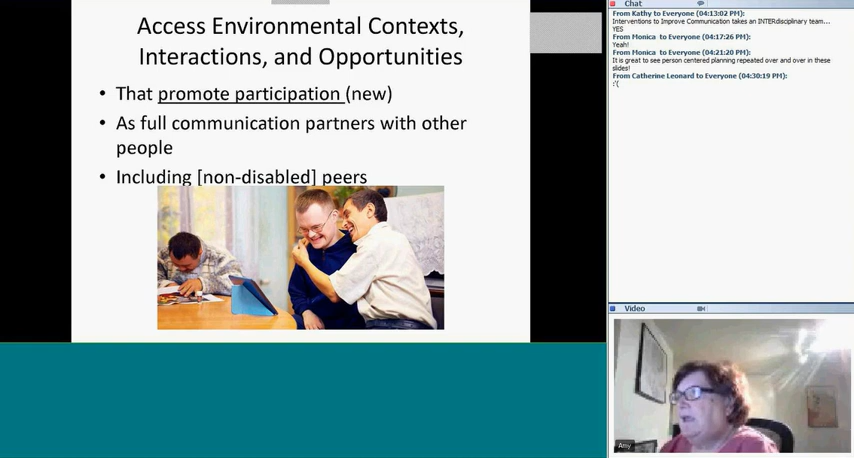 Access Environmental Contexts,
Interactions, and Opportunities
• That promote participation (new)
• As full communication partners with other
people
• Including [non-disabled] peers
Chat
From Kathy to Everyone (04:13:02 PM):
Interventions to Improve Communication takes an INTERdisciplinary team...
YES
From Monica  to Everyone (04:17:26 PM):
Yeah!
From Monica  to Everyone (04:21:20 PM):
It is great to see person centered planning repeated over and over in these
slides!
From Catherine Leonard to Everyone (04:30:19 PM):
:'(
Video
Amy